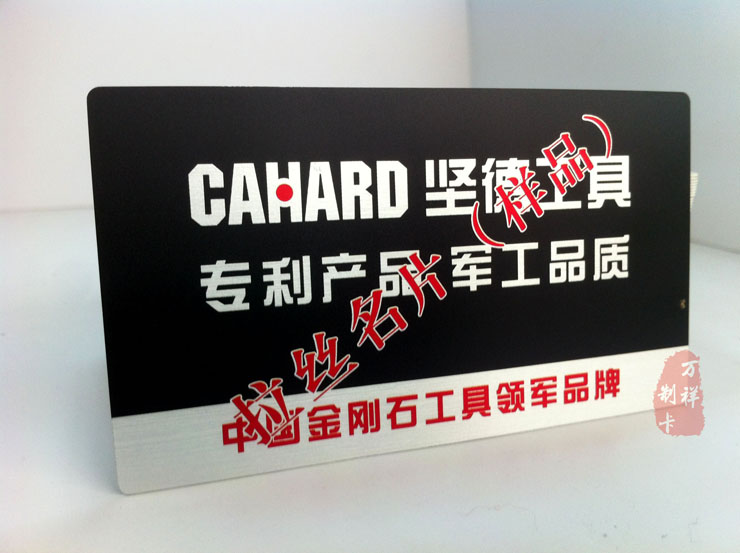 CAHARD 坚德工具
专利产品 军工品质
中国金刚石工具领军品牌
拉丝名片（样品）
万祥
制卡